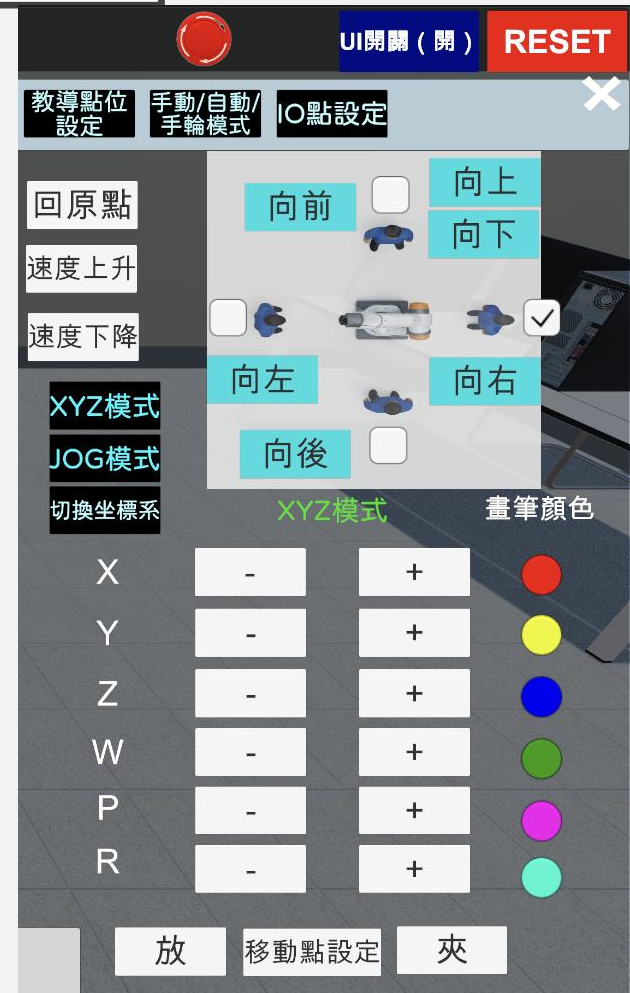 UI開關（開）
RESET
教導點位
設定
手動/自動/
手輪模式
IO點設定
回原點
速度上升
速度下降
向前
向上
向下
向左
向右
向後
XYZ模式
JOG模式
切換坐標系
XYZ模式
畫筆顏色
X - +
Y - +
Z - +
W - +
P - +
R - +
放
移動點設定
夾